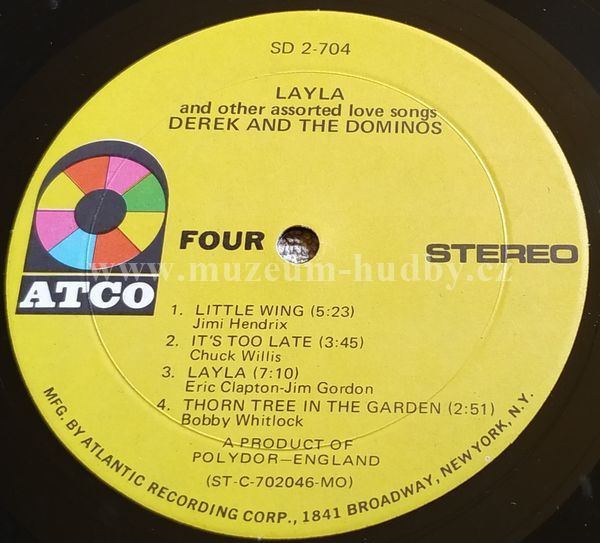 SD 2-704
LAYLA
and other assorted love songs
DEREK AND THE DOMINOS
ATCO
FOUR
STEREO
www.muzeum-hudby.cz
1. LITTLE WING (5:23)
Jimi Hendrix
2. IT'S TOO LATE (3:45)
Chuck Willis
3. LAYLA (7:10)
Eric Clapton-Jim Gordon
4. THORN TREE IN THE GARDEN (2:51)
Bobby Whitlock
A PRODUCT OF
POLYDOR—ENGLAND
(ST-C-702046-MO)
MFG. BY ATLANTIC RECORDING CORP., 1841 BROADWAY, NEW YORK, N.Y.